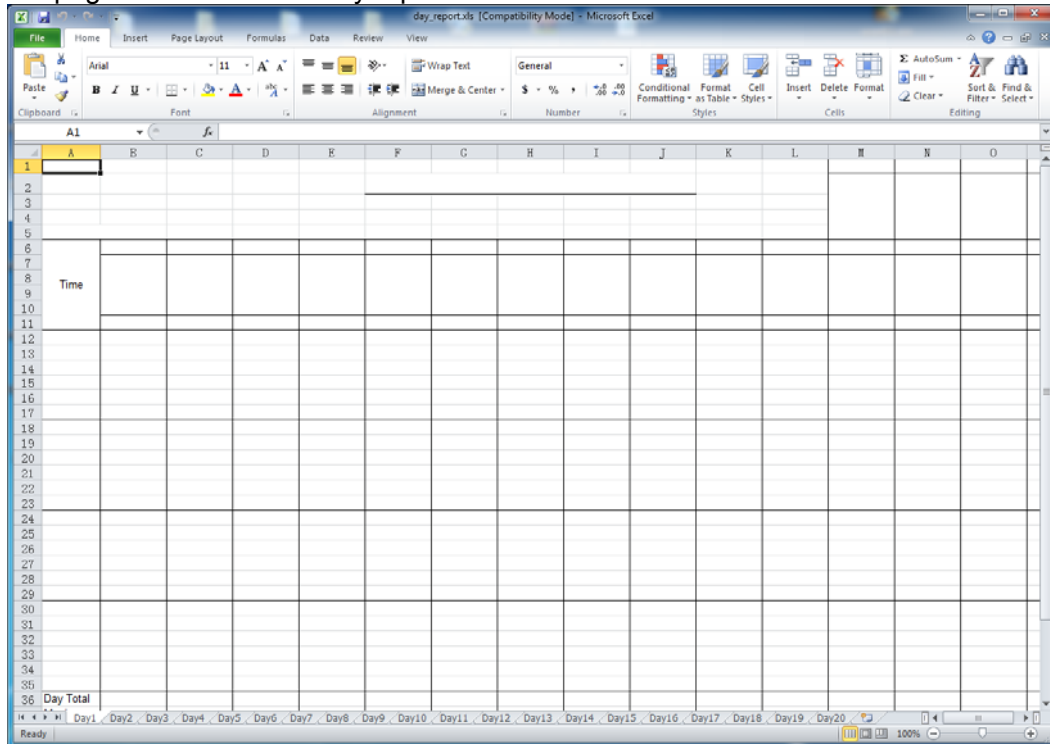 day_report.xls [Compatibility Mode] - Microsoft Excel
File Home Insert Page Layout Formulas Data Review View
Paste
Arial 11
B I U
Wrap Text
Merge & Center
General
$ % ,
Conditional Formatting
Format as Table
Cell Styles
Insert Delete Format
Σ AutoSum
Fill
Clear
Sort & Filter
Find & Select
Clipboard Font Alignment Number Styles Cells Editing
A1 fx
A B C D E F G H I J K L M N O
1
2
3
4
5
6
7
8 Time
9
10
11
12
13
14
15
16
17
18
19
20
21
22
23
24
25
26
27
28
29
30
31
32
33
34
35
36 Day Total
Day1 Day2 Day3 Day4 Day5 Day6 Day7 Day8 Day9 Day10 Day11 Day12 Day13 Day14 Day15 Day16 Day17 Day18 Day19 Day20
Ready 100%